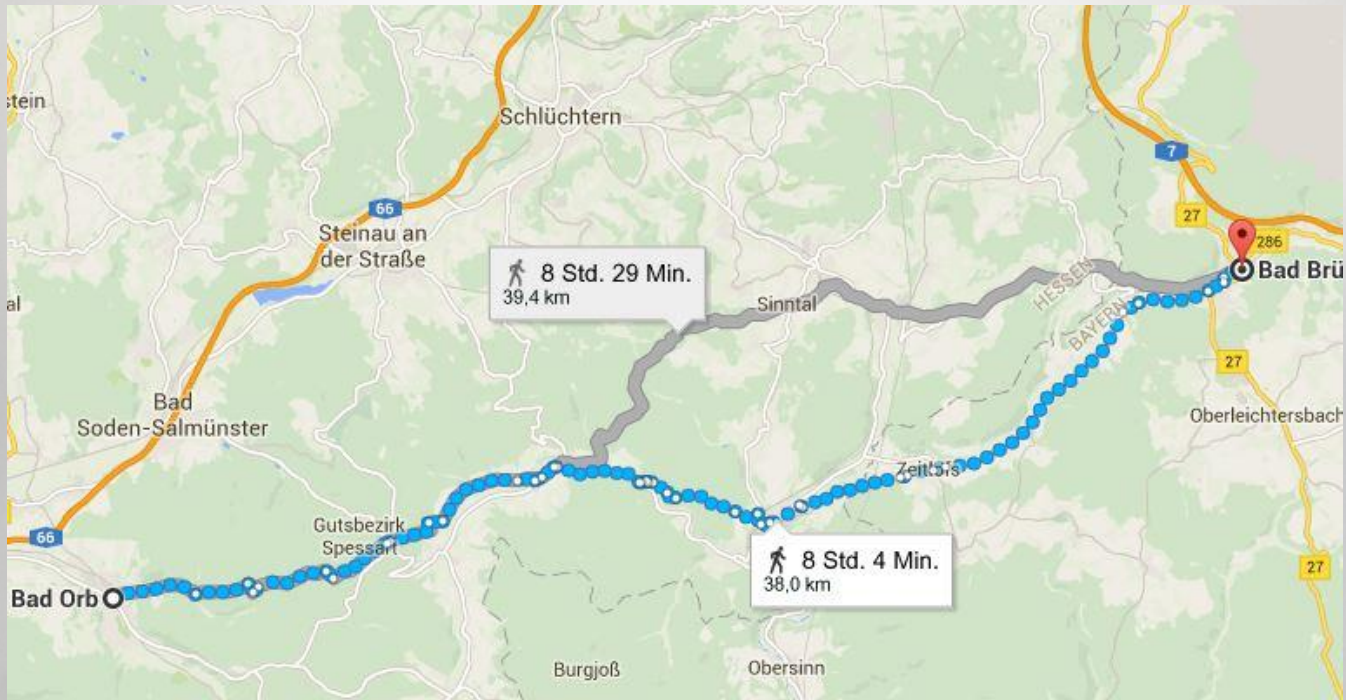 stein
Schlüchtern
7
66
27
Steinau an
der Straße
286
8 Std. 29 Min.
39,4 km
Bad Brü
HESSEN
al
Sinntal
BAYERN
27
Bad
Soden-Salmünster
Oberleichtersbach
Zeitlofs
Gutsbezirk
Spessart
66
8 Std. 4 Min.
38,0 km
27
Bad Orb
Burgjoß
Obersinn